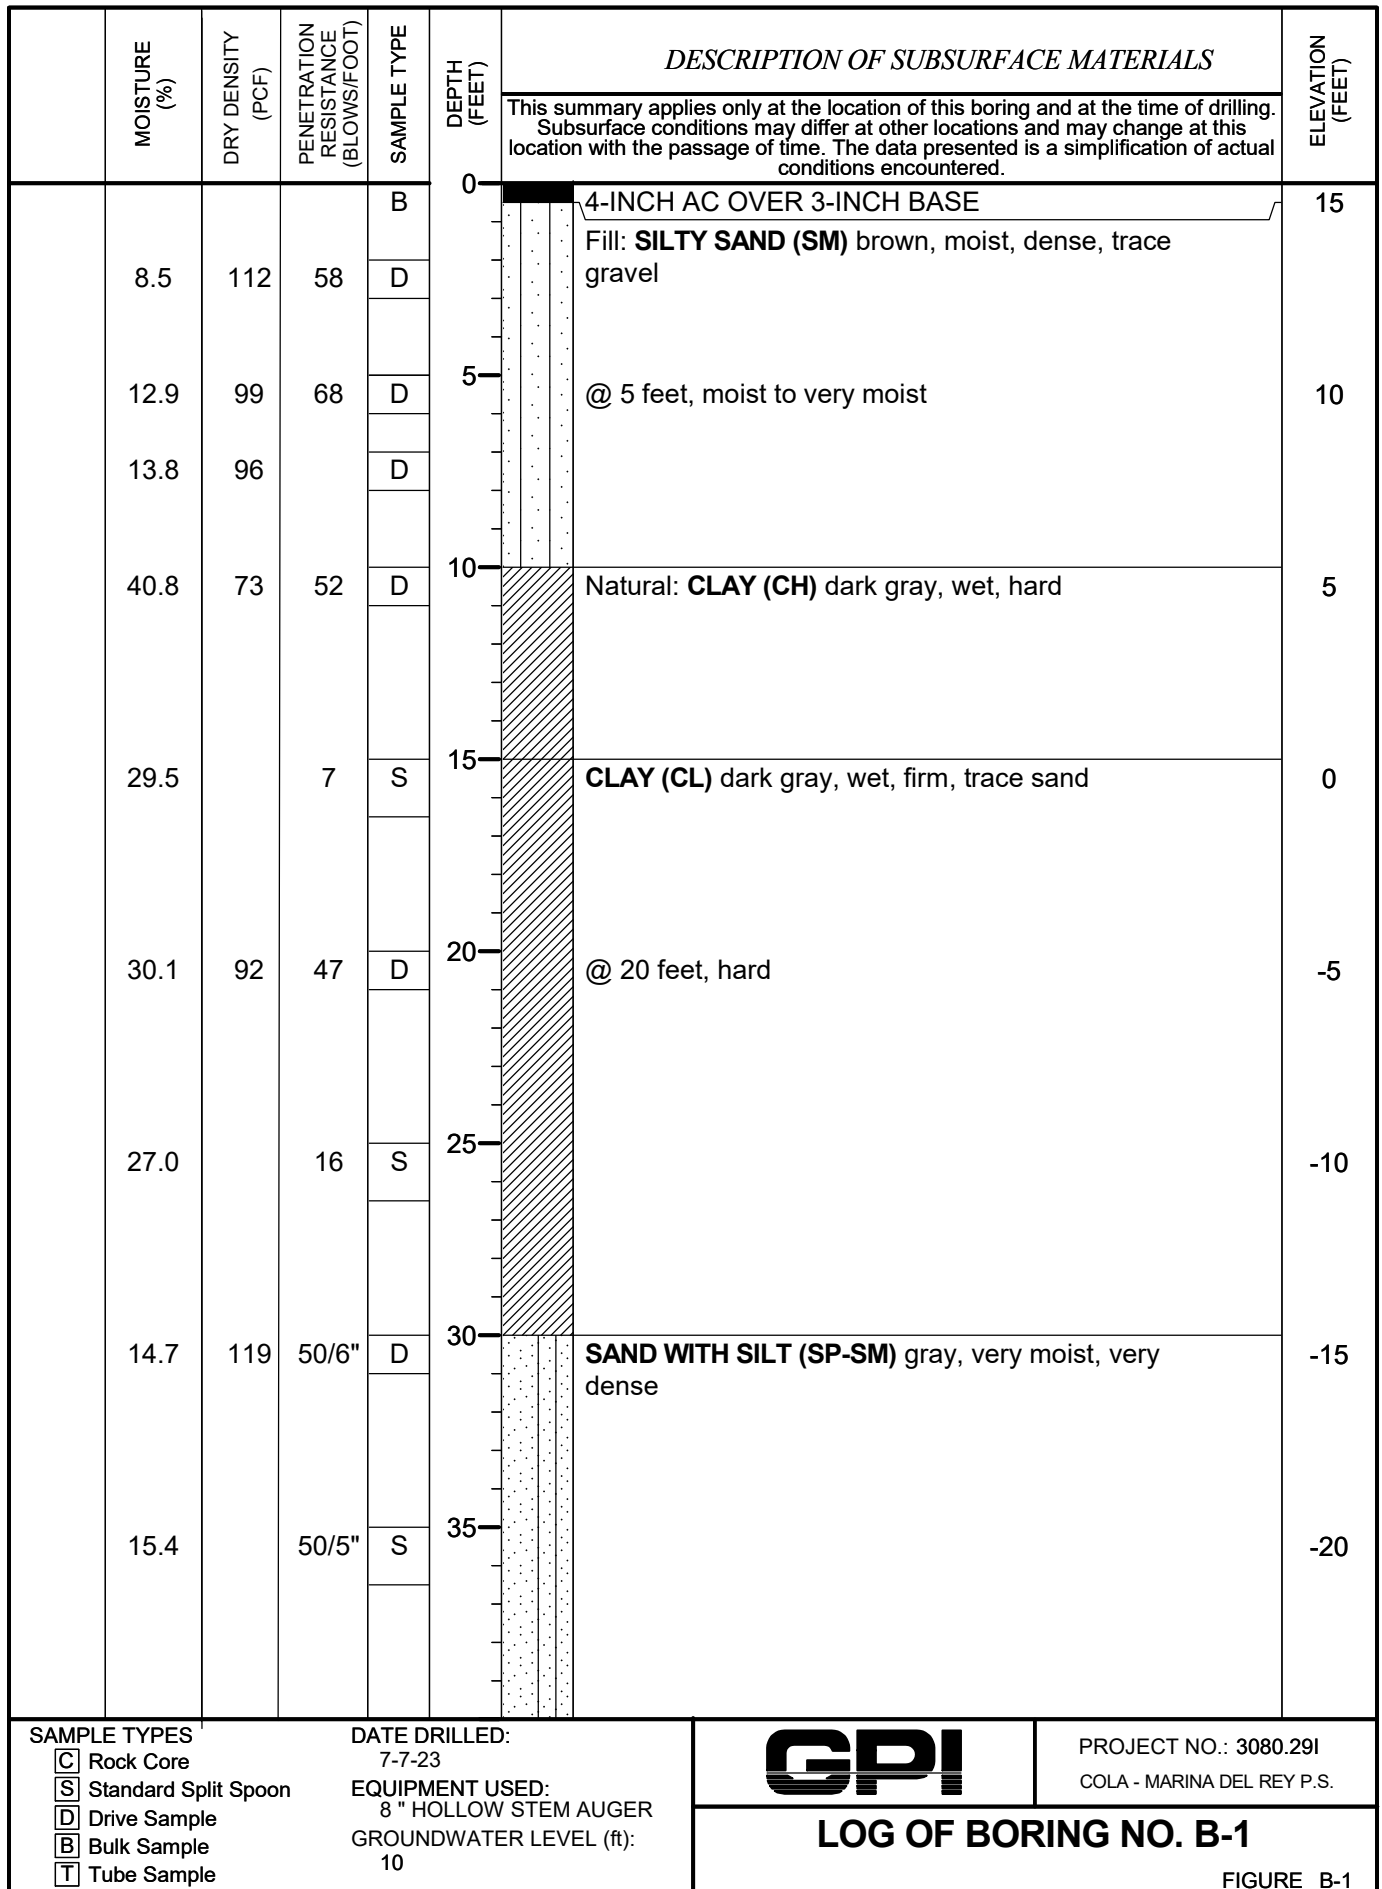 MOISTURE (%)
DRY DENSITY (PCF)
PENETRATION RESISTANCE (BLOWS/FOOT)
SAMPLE TYPE
DEPTH (FEET)
DESCRIPTION OF SUBSURFACE MATERIALS
This summary applies only at the location of this boring and at the time of drilling.
Subsurface conditions may differ at other locations and may change at this
location with the passage of time. The data presented is a simplification of actual
conditions encountered.
ELEVATION (FEET)
0
B 4-INCH AC OVER 3-INCH BASE 15
Fill: SILTY SAND (SM) brown, moist, dense, trace
8.5 112 58 D gravel
5
12.9 99 68 D @ 5 feet, moist to very moist 10
13.8 96 D
10
40.8 73 52 D Natural: CLAY (CH) dark gray, wet, hard 5
15
29.5 7 S CLAY (CL) dark gray, wet, firm, trace sand 0
20
30.1 92 47 D @ 20 feet, hard -5
25
27.0 16 S -10
30
14.7 119 50/6" D SAND WITH SILT (SP-SM) gray, very moist, very -15
dense
35
15.4 50/5" S -20
SAMPLE TYPES
C Rock Core
S Standard Split Spoon
D Drive Sample
B Bulk Sample
T Tube Sample
DATE DRILLED:
7-7-23
EQUIPMENT USED:
8 " HOLLOW STEM AUGER
GROUNDWATER LEVEL (ft):
10
GPI
PROJECT NO.: 3080.29I
COLA - MARINA DEL REY P.S.
LOG OF BORING NO. B-1
FIGURE B-1